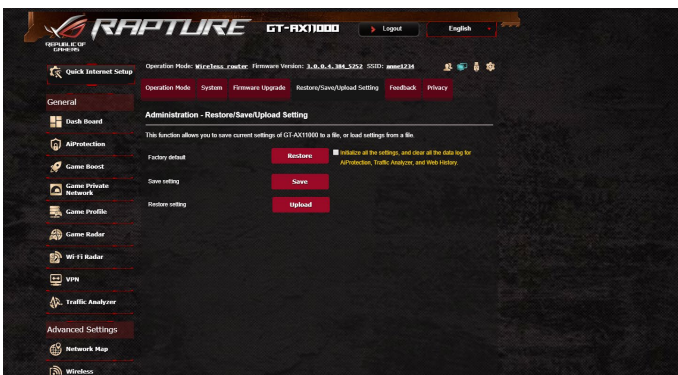 RAPTURE GT-AX11000 Logout English
REPUBLIC OF
GAMERS
Quick Internet Setup
Operation Mode: Wireless router Firmware Version: 3.0.0.4.384_5252 SSID: anne1234
Operation Mode System Firmware Upgrade Restore/Save/Upload Setting Feedback Privacy
General
Administration - Restore/Save/Upload Setting
Dash Board
This function allows you to save current settings of GT-AX11000 to a file, or load settings from a file.
AiProtection
Factory default Restore Initialize all the settings, and clear all the data log for
AiProtection, Traffic Analyzer, and Web History.
Game Boost
Save setting Save
Game Private
Network
Restore setting Upload
Game Profile
Game Radar
Wi-Fi Radar
VPN
Traffic Analyzer
Advanced Settings
Network Map
Wireless